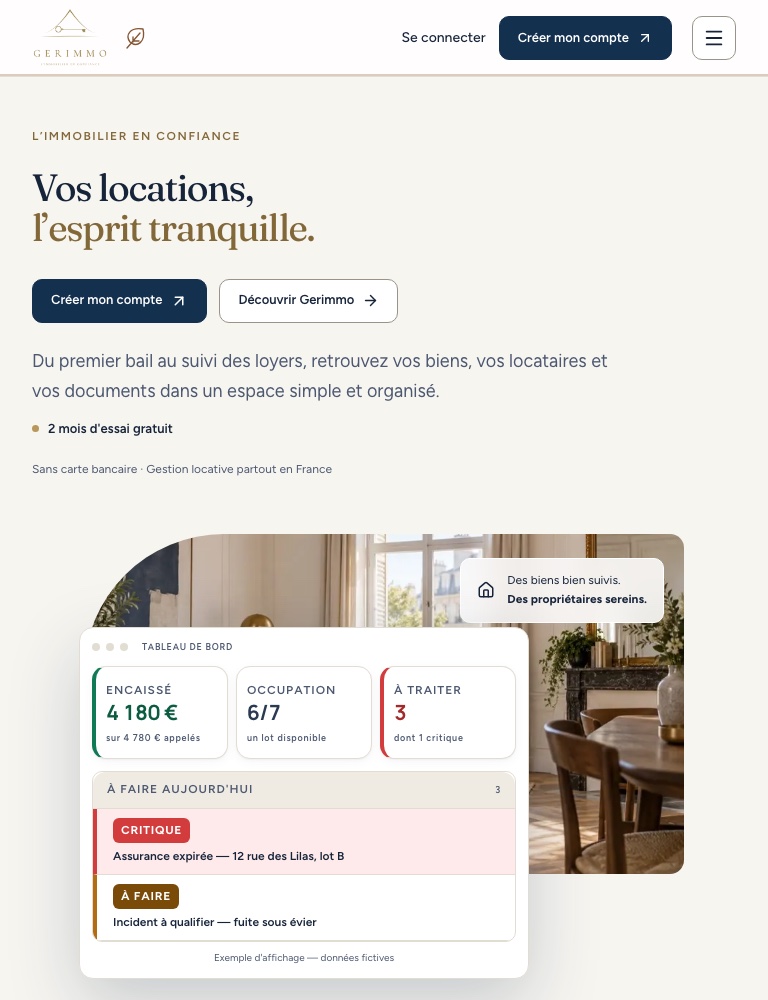 GERIMMO
Se connecter
Créer mon compte
L’IMMOBILIER EN CONFIANCE
Vos locations,
l’esprit tranquille.
Créer mon compte
Découvrir Gerimmo
Du premier bail au suivi des loyers, retrouvez vos biens, vos locataires et
vos documents dans un espace simple et organisé.
2 mois d'essai gratuit
Sans carte bancaire · Gestion locative partout en France
Des biens bien suivis.
Des propriétaires sereins.
TABLEAU DE BORD
ENCAISSÉ
4 180 €
sur 4 780 € appelés
OCCUPATION
6/7
un lot disponible
À TRAITER
3
dont 1 critique
À FAIRE AUJOURD'HUI
3
CRITIQUE
Assurance expirée — 12 rue des Lilas, lot B
À FAIRE
Incident à qualifier — fuite sous évier
Exemple d'affichage — données fictives